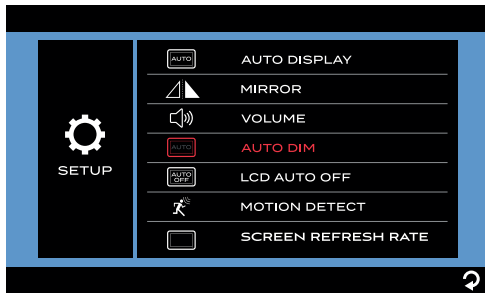 SETUP
AUTO AUTO DISPLAY
MIRROR
VOLUME
AUTO AUTO DIM
AUTO OFF LCD AUTO OFF
MOTION DETECT
SCREEN REFRESH RATE